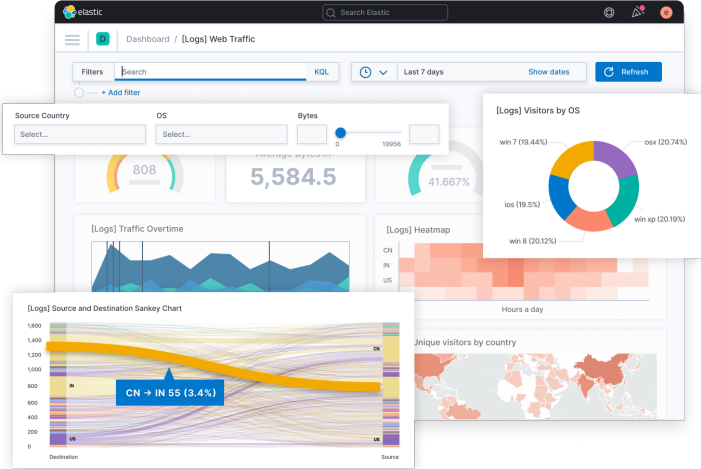 elastic
Search Elastic
e
D
Dashboard / [Logs] Web Traffic
Filters
Search
KQL
Last 7 days
Show dates
Refresh
+ Add filter
Source Country
OS
Bytes
Select...
Select...
0
19956
[Logs] Visitors by OS
win 7 (19.44%)
osx (20.74%)
ios (19.5%)
win xp (20.19%)
win 8 (20.12%)
808
Average Bytes in
5,584.5
41.667%
[Logs] Traffic Overtime
[Logs] Heatmap
CN
IN
US
Hours a day
[Logs] Source and Destination Sankey Chart
1,600
1,400
1,200
1,000
800
600
400
200
0
CN
IN
US
US
CN → IN 55 (3.4%)
Destination
Source
Unique visitors by country